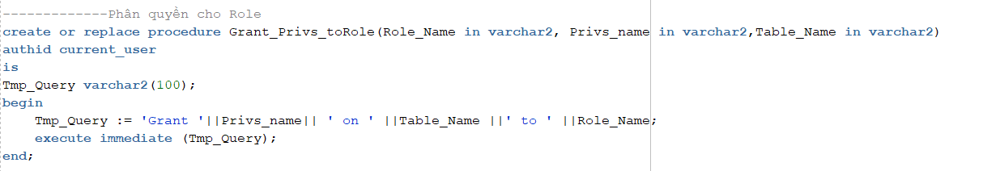 -------------Phân quyền cho Role
create or replace procedure Grant_Privs_toRole(Role_Name in varchar2, Privs_name in varchar2,Table_Name in varchar2)
authid current_user
is
Tmp_Query varchar2(100);
begin
    Tmp_Query := 'Grant '||Privs_name|| ' on ' ||Table_Name ||' to ' ||Role_Name;
    execute immediate (Tmp_Query);
end;